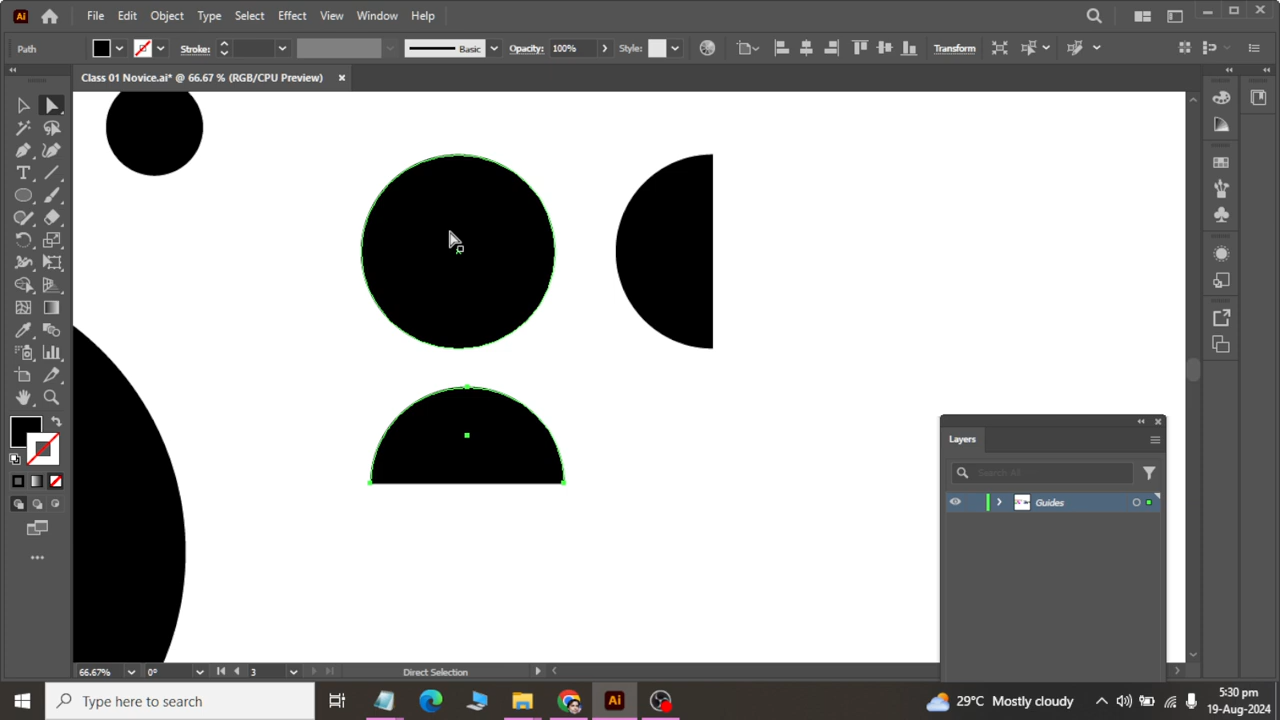 Ai File Edit Object Type Select Effect View Window Help
Path Stroke: Basic Opacity: 100% Style: Transform
Class 01 Novice.ai* @ 66.67 % (RGB/CPU Preview)
Layers
Search All
Guides
66.67% 0° 3 Direct Selection
Type here to search
Ai
29°C Mostly cloudy
5:30 pm
19-Aug-2024